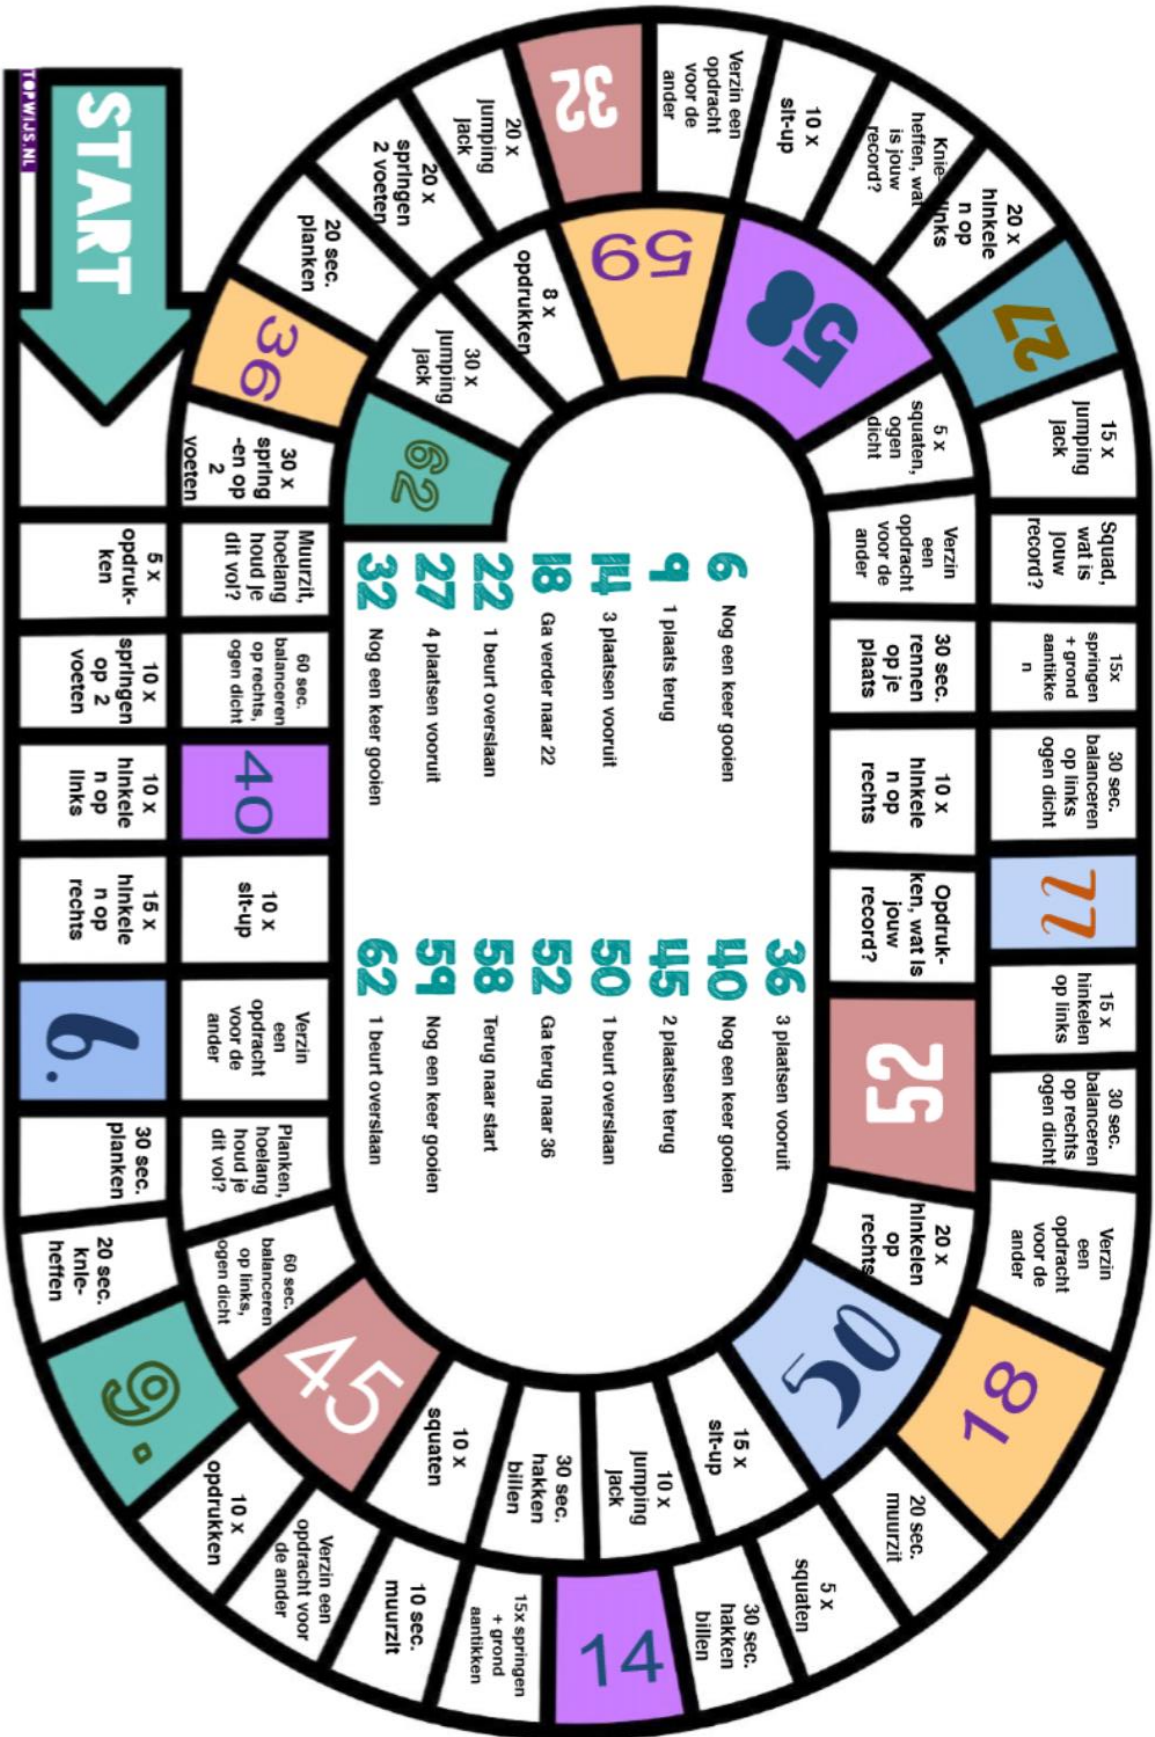 START
TOPWIJS.NL
5 x
opdruk-
ken
10 x
springen
op 2
voeten
10 x
hinkele
n op
links
15 x
hinkele
n op
rechts
6.
30 sec.
planken
20 sec.
knie-
heffen
9.
10 x
opdrukken
Verzin een
opdracht voor
de ander
10 sec.
muurzit
15x springen
+ grond
aantikken
14
30 sec.
hakken
billen
5 x
squaten
20 sec.
muurzit
18
Verzin
een
opdracht
voor de
ander
30 sec.
balanceren
op rechts
ogen dicht
15 x
hinkelen
op links
22
30 sec.
balanceren
op links
ogen dicht
15x
springen
+ grond
aantikke
n
Squad,
wat is
jouw
record?
15 x
jumping
jack
27
20 x
hinkele
n op
links
Knie-
heffen, wat
is jouw
record?
10 x
sit-up
Verzin een
opdracht
voor de
ander
32
20 x
jumping
jack
20 x
springen
2 voeten
20 sec.
planken
36
30 x
spring
-en op
2
voeten
Muurzit,
hoelang
houd je
dit vol?
60 sec.
balanceren
op rechts,
ogen dicht
40
10 x
sit-up
Verzin
een
opdracht
voor de
ander
Planken,
hoelang
houd je
dit vol?
60 sec.
balanceren
op links,
ogen dicht
45
10 x
squaten
30 sec.
hakken
billen
10 x
jumping
jack
15 x
sit-up
50
20 x
hinkelen
op
rechts
52
Opdruk-
ken, wat is
jouw
record?
10 x
hinkele
n op
rechts
30 sec.
rennen
op je
plaats
Verzin
een
opdracht
voor de
ander
5 x
squaten,
ogen
dicht
58
59
8 x
opdrukken
30 x
jumping
jack
62
6 Nog een keer gooien
9 1 plaats terug
14 3 plaatsen vooruit
18 Ga verder naar 22
22 1 beurt overslaan
27 4 plaatsen vooruit
32 Nog een keer gooien
36 3 plaatsen vooruit
40 Nog een keer gooien
45 2 plaatsen terug
50 1 beurt overslaan
52 Ga terug naar 36
58 Terug naar start
59 Nog een keer gooien
62 1 beurt overslaan